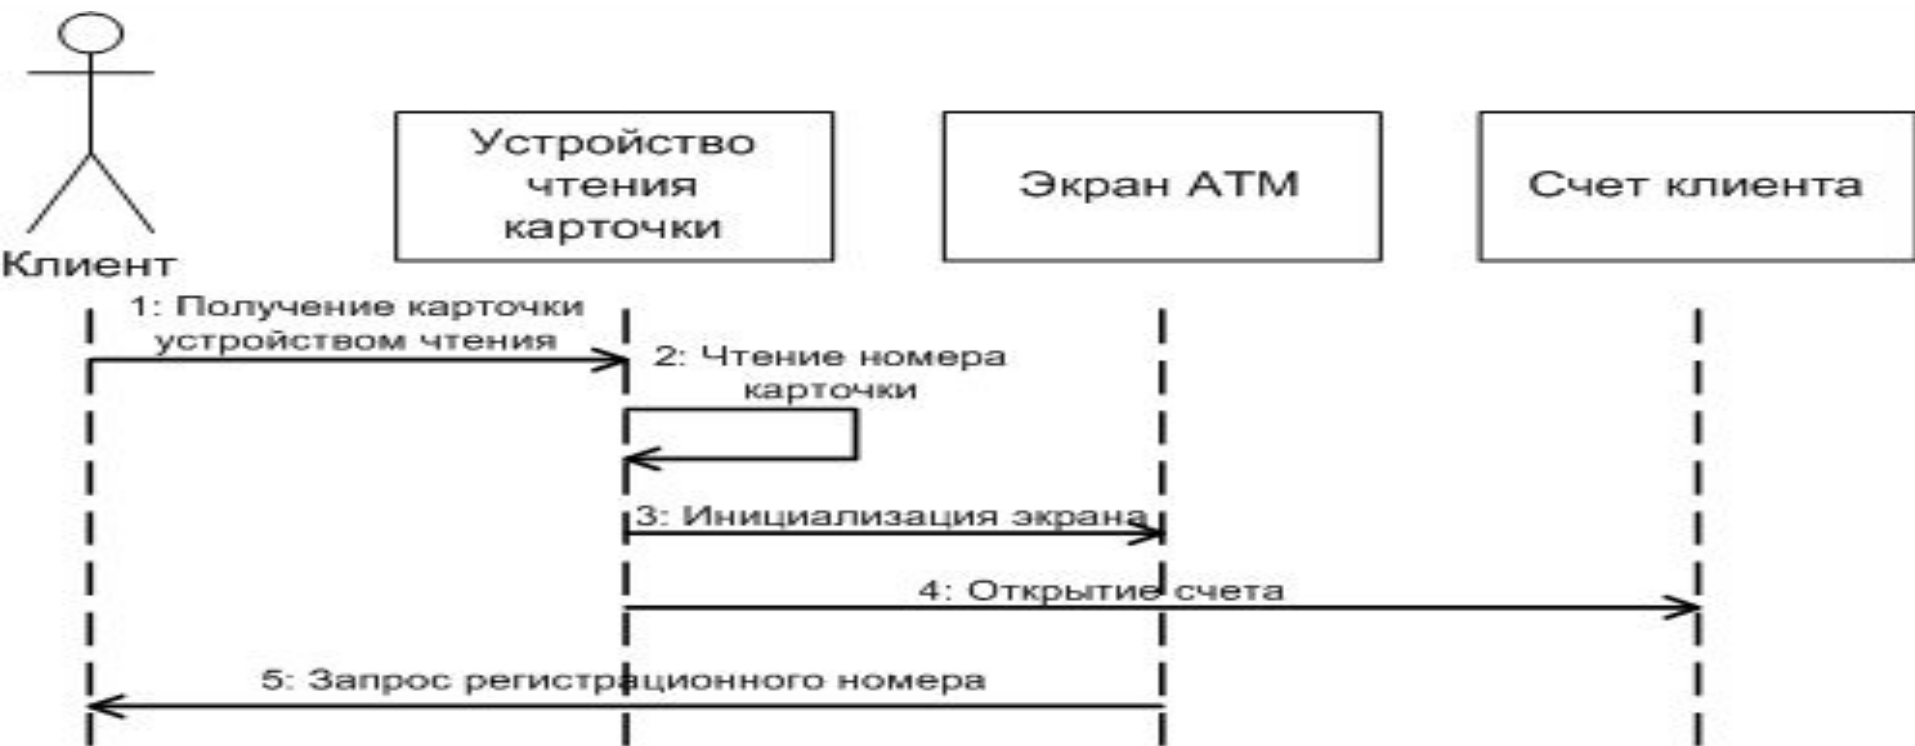 Устройство
чтения
карточки
Экран АТМ
Счет клиента
Клиент
1: Получение карточки
устройством чтения
2: Чтение номера
карточки
3: Инициализация экрана
4: Открытие счета
5: Запрос регистрационного номера